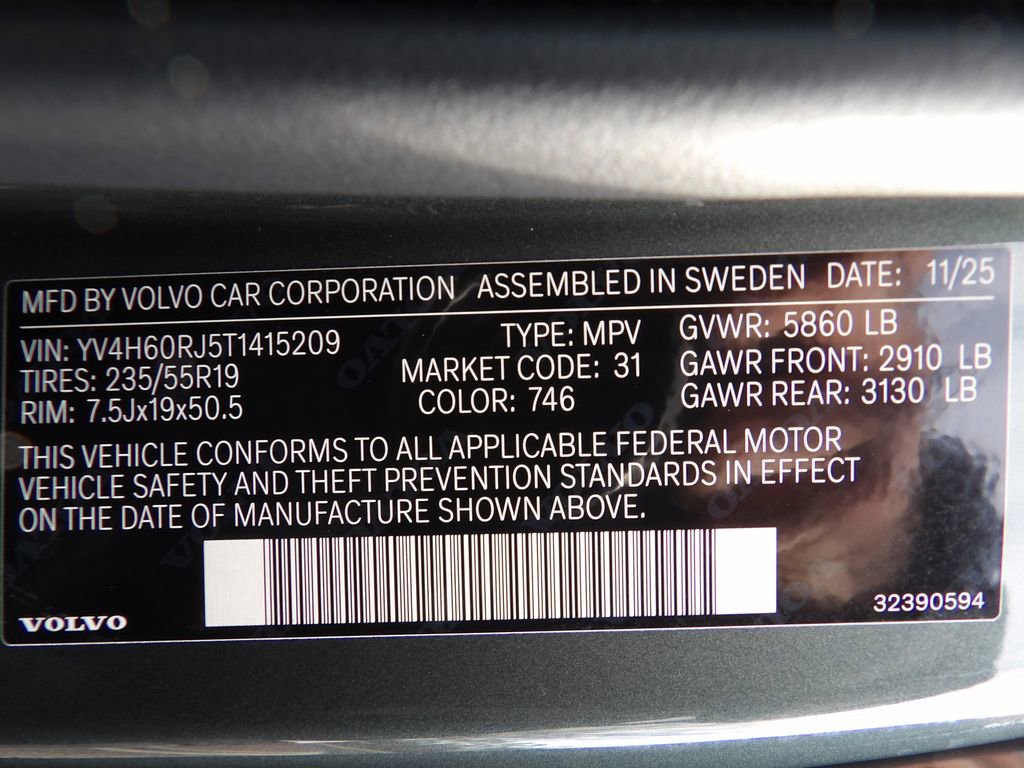 MFD BY VOLVO CAR CORPORATION ASSEMBLED IN SWEDEN DATE: 11/25
VIN: YV4H60RJ5T1415209 TYPE: MPV GVWR: 5860 LB
TIRES: 235/55R19 MARKET CODE: 31 GAWR FRONT: 2910 LB
RIM: 7.5Jx19x50.5 COLOR: 746 GAWR REAR: 3130 LB
THIS VEHICLE CONFORMS TO ALL APPLICABLE FEDERAL MOTOR
VEHICLE SAFETY AND THEFT PREVENTION STANDARDS IN EFFECT
ON THE DATE OF MANUFACTURE SHOWN ABOVE.
VOLVO 32390594